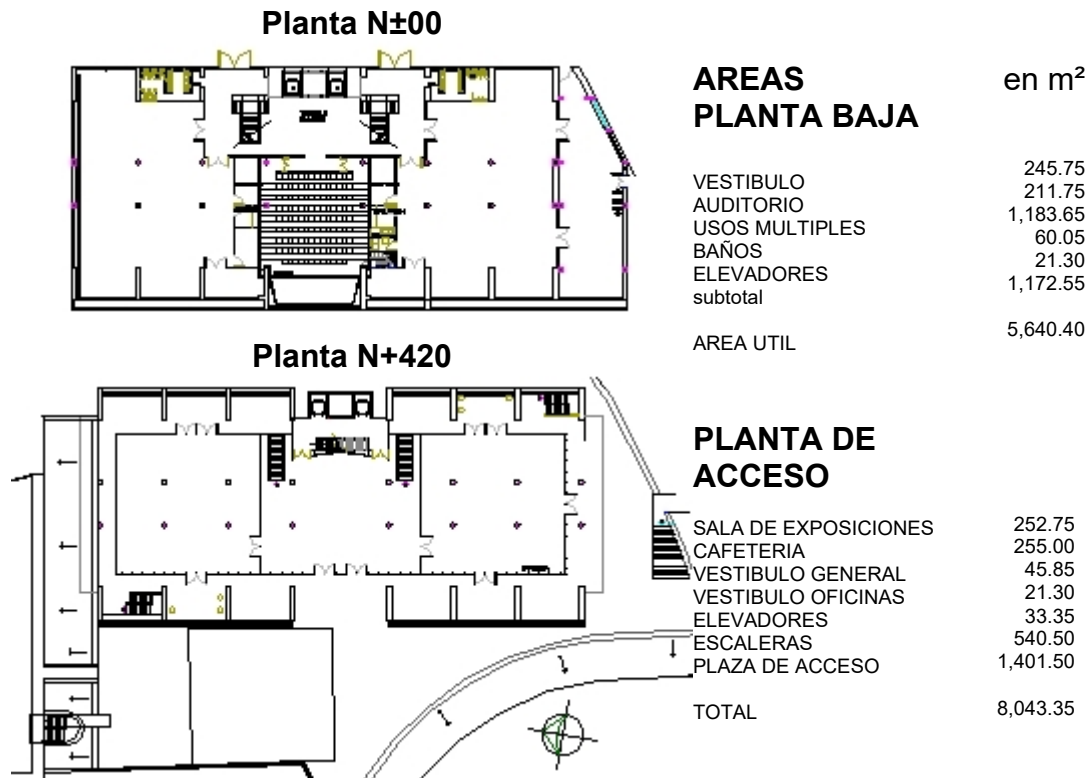 Planta N±00
AREAS en m²
PLANTA BAJA
VESTIBULO 245.75
AUDITORIO 211.75
USOS MULTIPLES 1,183.65
BAÑOS 60.05
ELEVADORES 21.30
subtotal 1,172.55
AREA UTIL 5,640.40
Planta N+420
PLANTA DE
ACCESO
SALA DE EXPOSICIONES 252.75
CAFETERIA 255.00
VESTIBULO GENERAL 45.85
VESTIBULO OFICINAS 21.30
ELEVADORES 33.35
ESCALERAS 540.50
PLAZA DE ACCESO 1,401.50
TOTAL 8,043.35